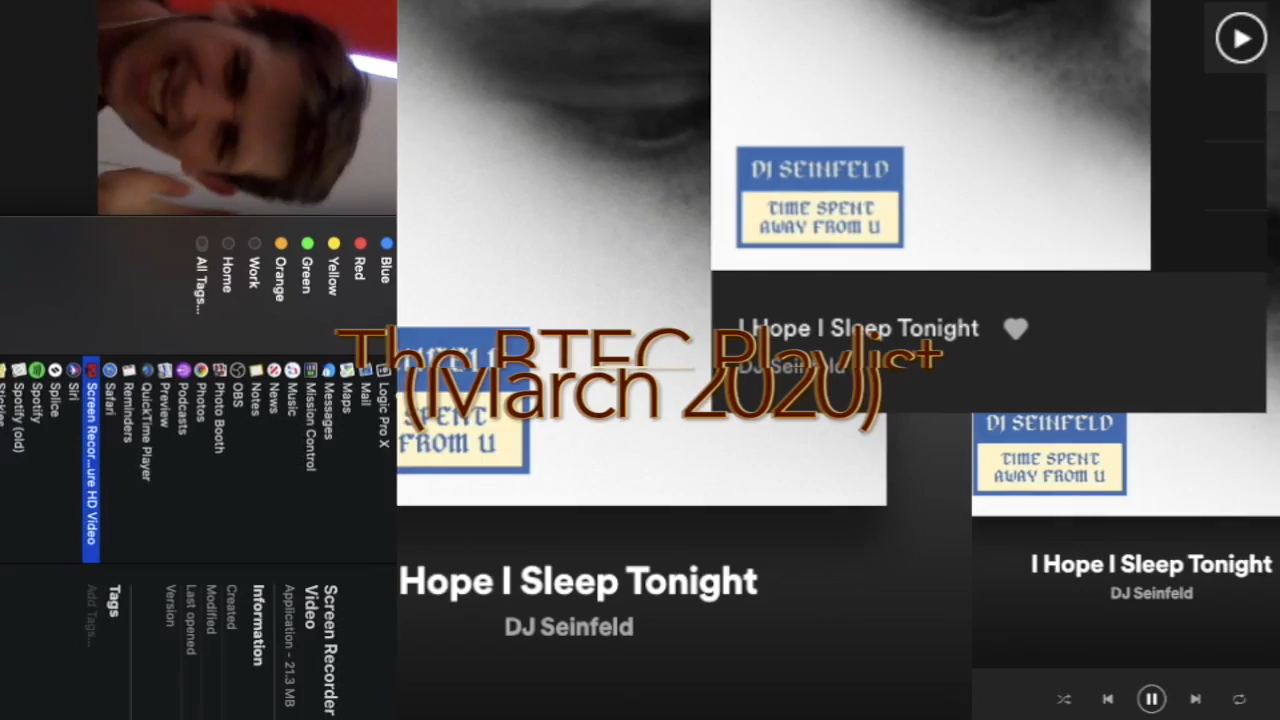 DJ SEINFELD
TIME SPENT
AWAY FROM U
I Hope I Sleep Tonight
DJ Seinfeld
The BTEC Playlist
(March 2020)
SPENT
FROM U
Hope I Sleep Tonight
DJ Seinfeld
DJ SEINFELD
TIME SPENT
AWAY FROM U
I Hope I Sleep Tonight
DJ Seinfeld
Blue
Red
Yellow
Green
Orange
Work
Home
All Tags...
Logic Pro X
Mail
Maps
Messages
Mission Control
Music
News
Notes
OBS
Photo Booth
Photos
Podcasts
Preview
QuickTime Player
Reminders
Safari
Screen Recor...ure HD Video
Siri
Splice
Spotify
Spotify (old)
Stickies
Screen Recorder
Video
Application - 21.3 MB
Information
Created
Modified
Last opened
Version
Tags
Add Tags...